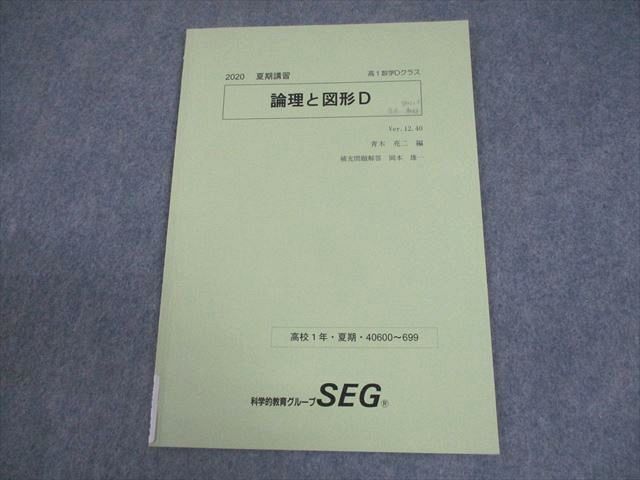 2020 夏期講習
高1数学Dクラス
論理と図形D
Ver.12.40
青木 亮二 編
補充問題解答 岡本 雄一
高校1年・夏期・40600～699
科学的教育グループSEG®